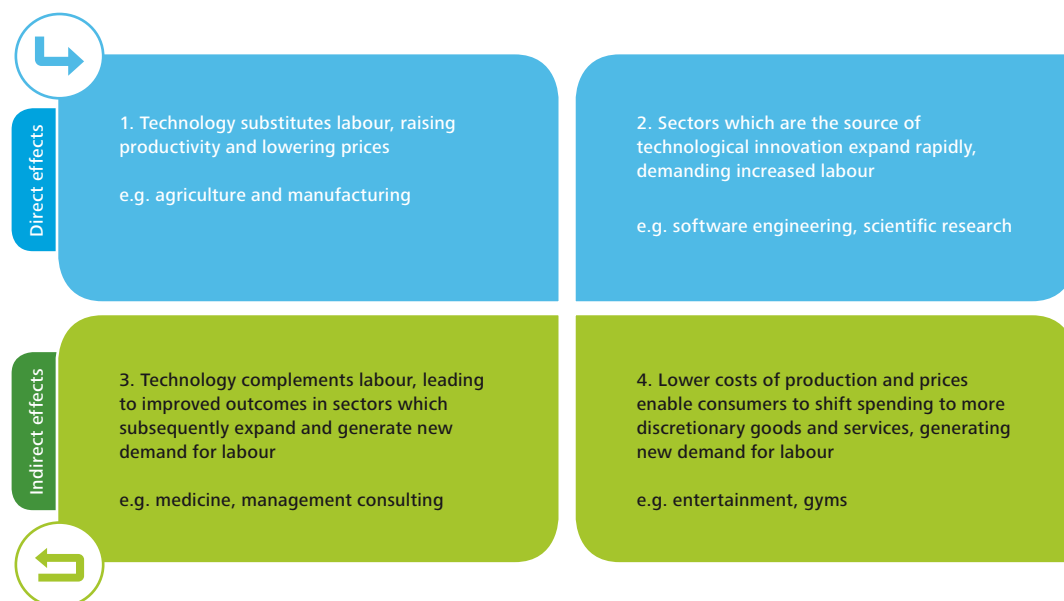 Direct effects
1. Technology substitutes labour, raising
productivity and lowering prices
e.g. agriculture and manufacturing
2. Sectors which are the source of
technological innovation expand rapidly,
demanding increased labour
e.g. software engineering, scientific research
Indirect effects
3. Technology complements labour, leading
to improved outcomes in sectors which
subsequently expand and generate new
demand for labour
e.g. medicine, management consulting
4. Lower costs of production and prices
enable consumers to shift spending to more
discretionary goods and services, generating
new demand for labour
e.g. entertainment, gyms